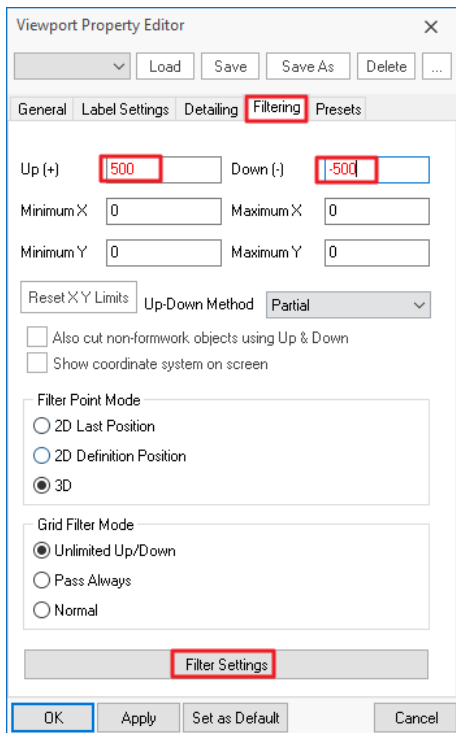 Viewport Property Editor
Load Save Save As Delete ...
General Label Settings Detailing Filtering Presets
Up (+) 500 Down (-) -500
Minimum X 0 Maximum X 0
Minimum Y 0 Maximum Y 0
Reset X Y Limits Up-Down Method Partial
Also cut non-formwork objects using Up & Down
Show coordinate system on screen
Filter Point Mode
2D Last Position
2D Definition Position
3D
Grid Filter Mode
Unlimited Up/Down
Pass Always
Normal
Filter Settings
OK Apply Set as Default Cancel